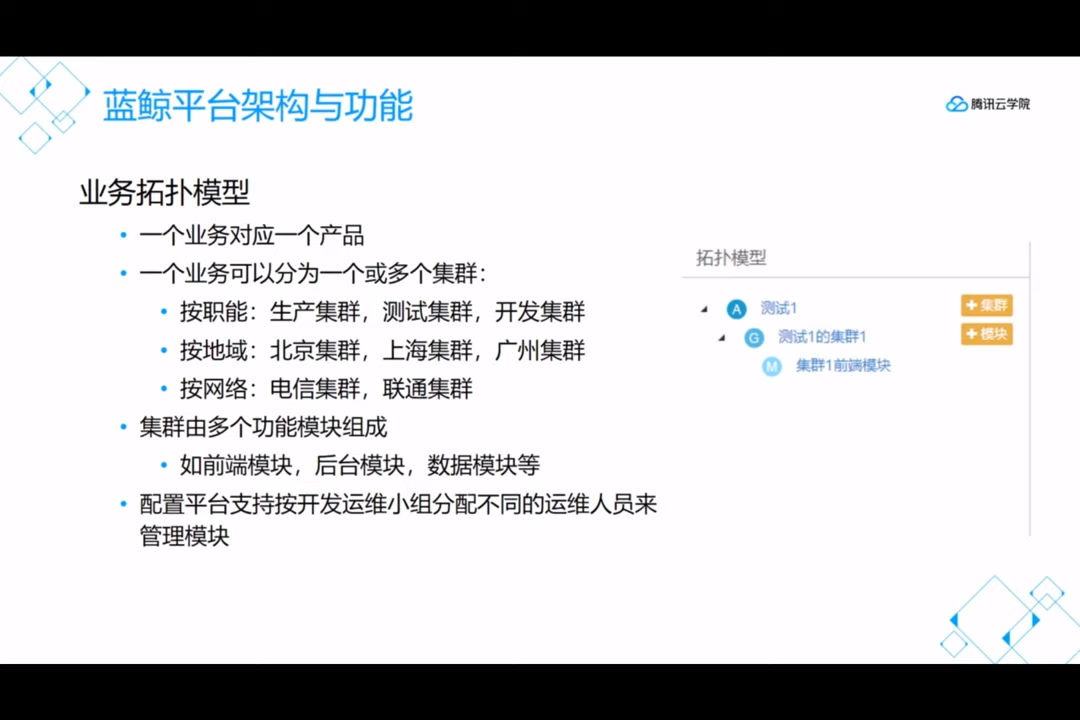 蓝鲸平台架构与功能
腾讯云学院
业务拓扑模型
• 一个业务对应一个产品
• 一个业务可以分为一个或多个集群：
• 按职能：生产集群，测试集群，开发集群
• 按地域：北京集群，上海集群，广州集群
• 按网络：电信集群，联通集群
• 集群由多个功能模块组成
• 如前端模块，后台模块，数据模块等
• 配置平台支持按开发运维小组分配不同的运维人员来
管理模块
拓扑模型
A 测试1 +集群
G 测试1的集群1 +模块
M 集群1前端模块